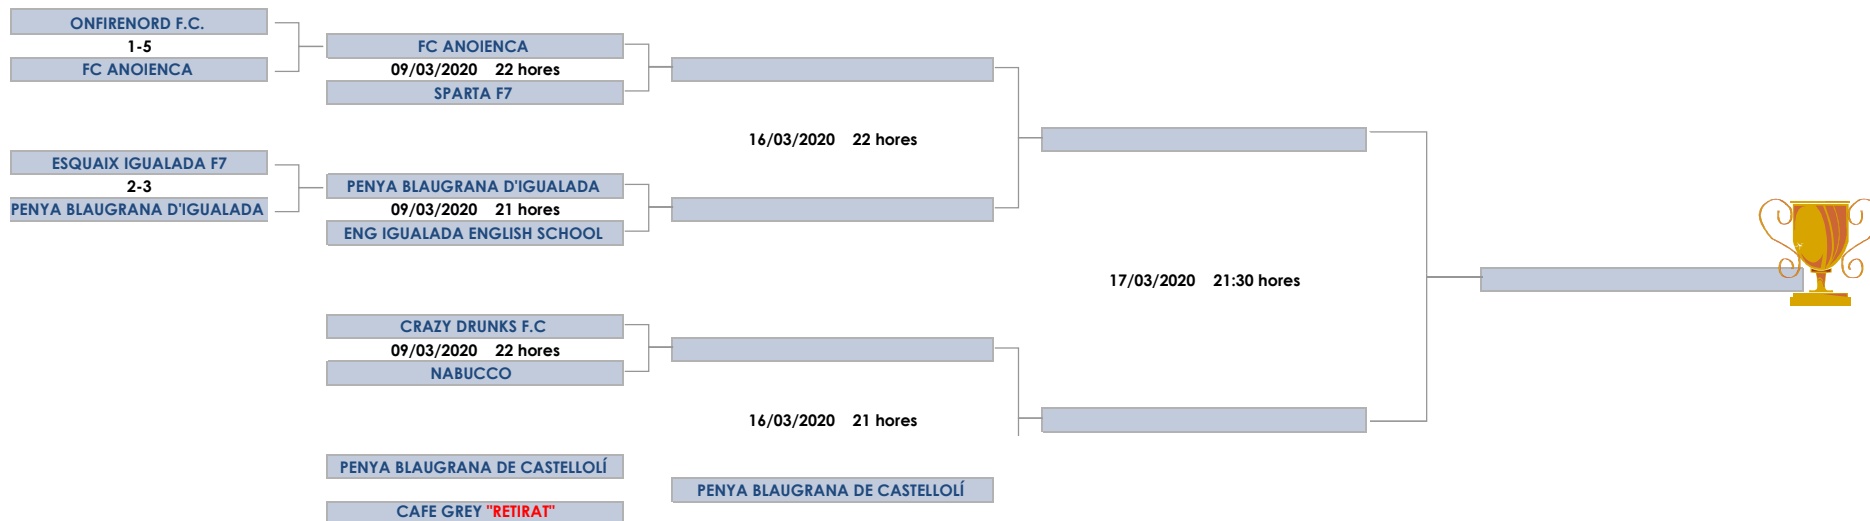 ONFIRENORD F.C.
1-5
FC ANOIENCA
ESQUAIX IGUALADA F7
2-3
PENYA BLAUGRANA D'IGUALADA
FC ANOIENCA
09/03/2020 22 hores
SPARTA F7
PENYA BLAUGRANA D'IGUALADA
09/03/2020 21 hores
ENG IGUALADA ENGLISH SCHOOL
CRAZY DRUNKS F.C
09/03/2020 22 hores
NABUCCO
PENYA BLAUGRANA DE CASTELLOLÍ
CAFE GREY "RETIRAT"
16/03/2020 22 hores
16/03/2020 21 hores
PENYA BLAUGRANA DE CASTELLOLÍ
17/03/2020 21:30 hores